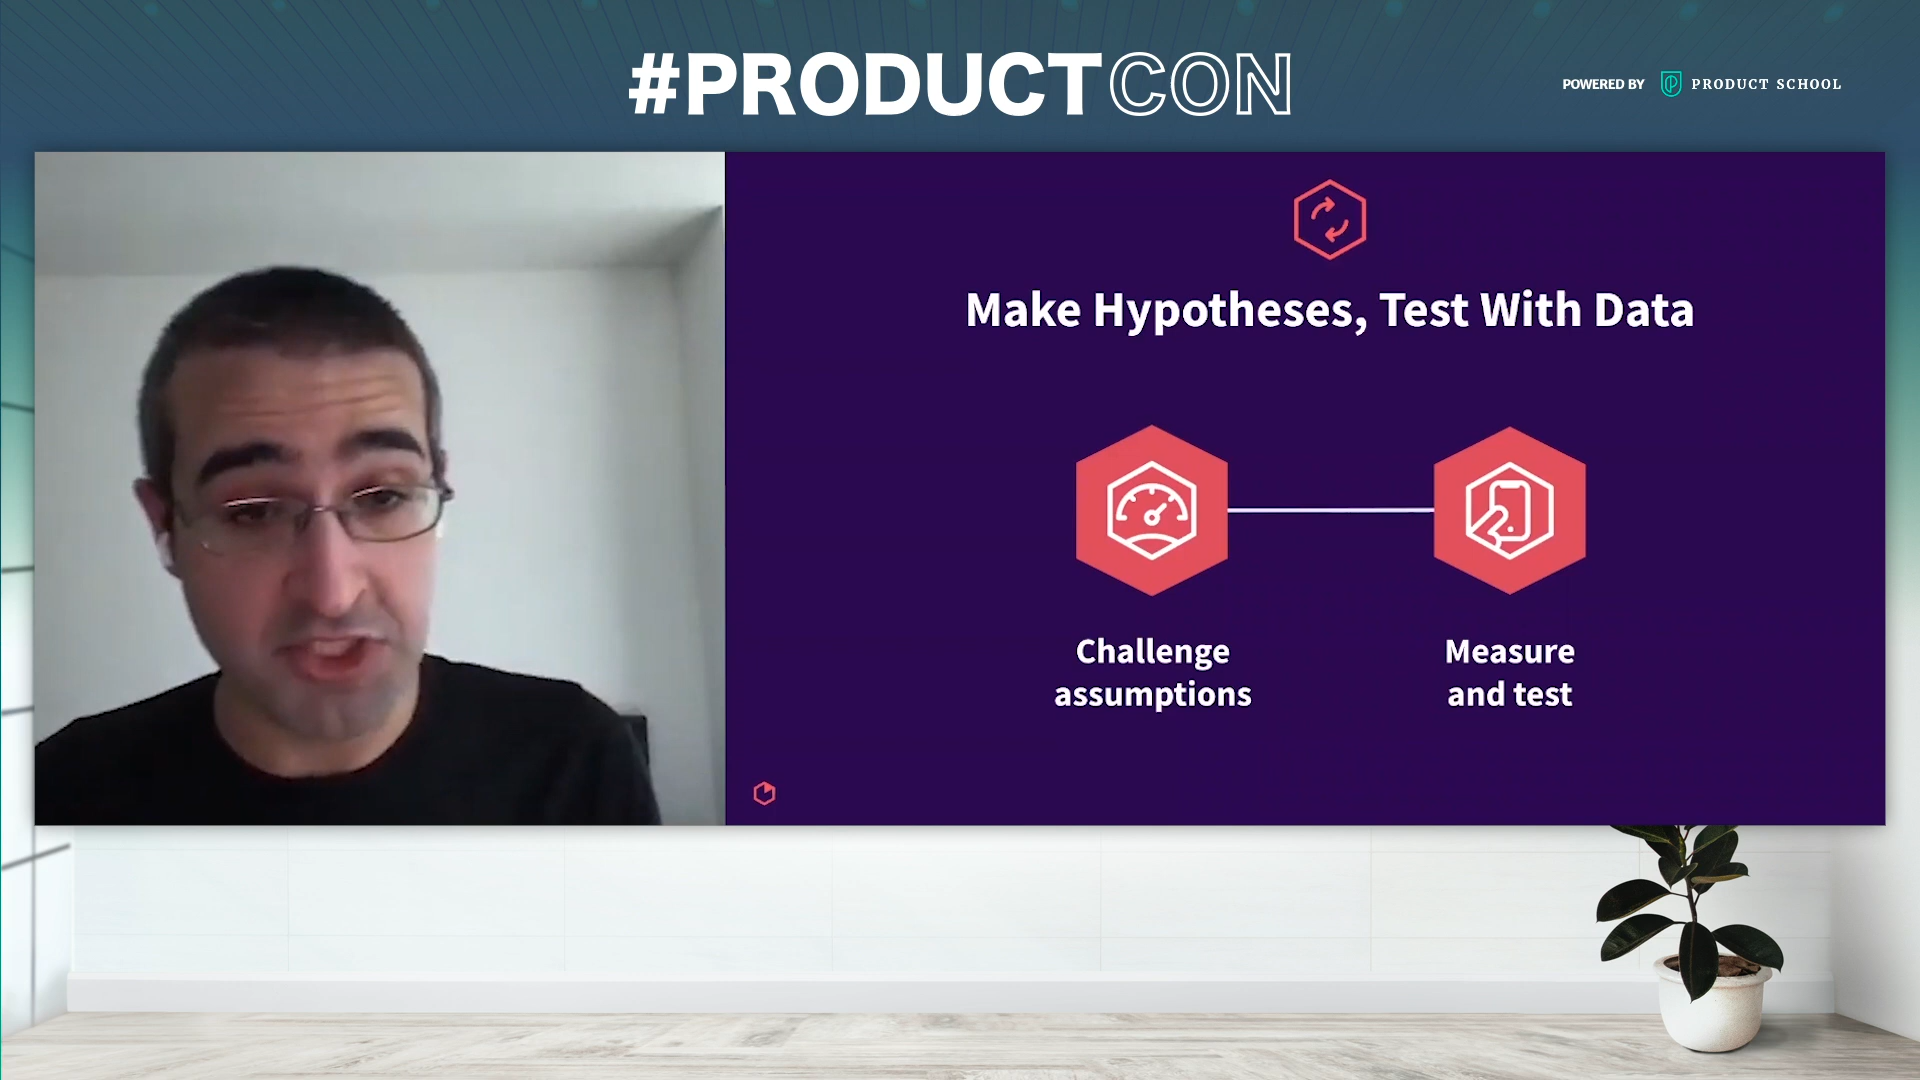 #PRODUCTCON
POWERED BY PRODUCT SCHOOL
Make Hypotheses, Test With Data
Challenge
assumptions
Measure
and test